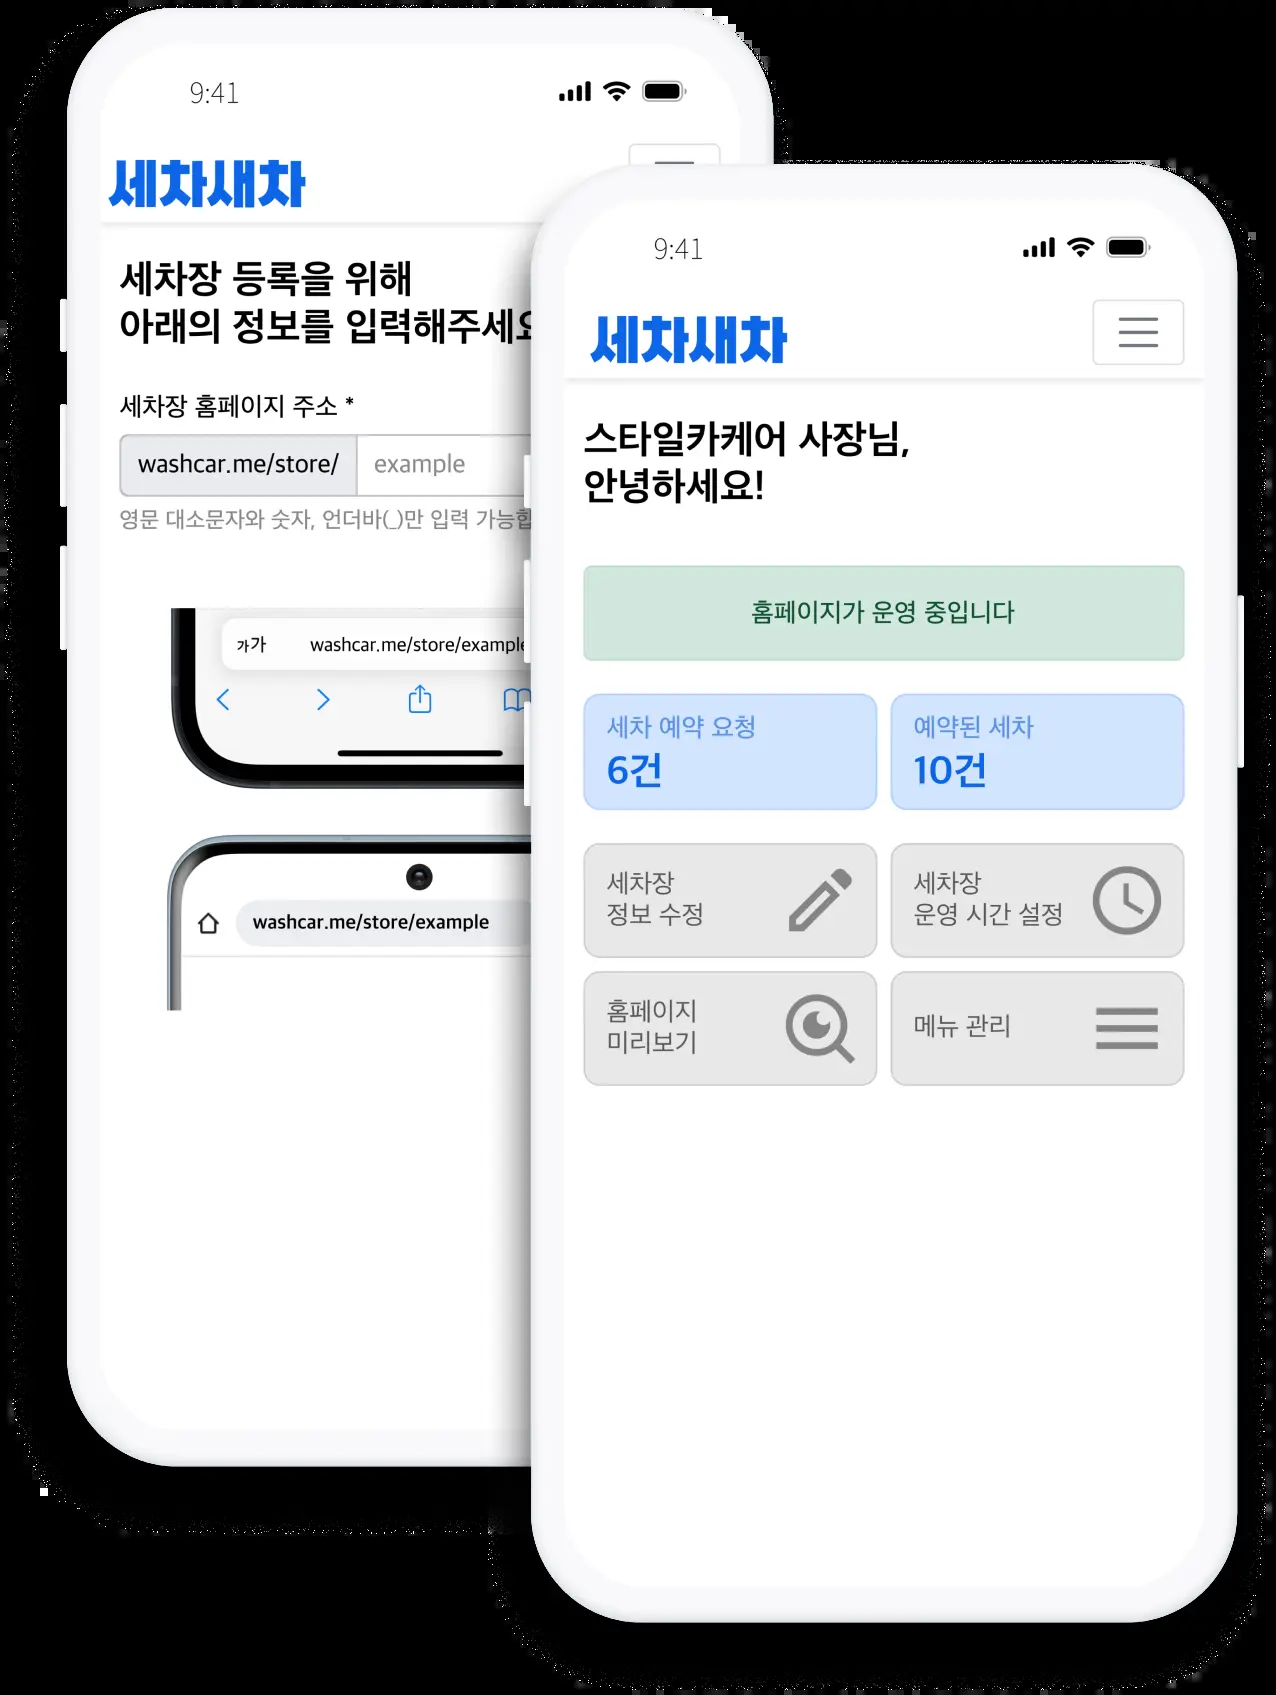 9:41
세차새차
세차장 등록을 위해
아래의 정보를 입력해주세요
세차장 홈페이지 주소 *
washcar.me/store/ example
영문 대소문자와 숫자, 언더바(_)만 입력 가능합
가가 washcar.me/store/example
washcar.me/store/example
9:41
세차새차
스타일카케어 사장님,
안녕하세요!
홈페이지가 운영 중입니다
세차 예약 요청
6건
예약된 세차
10건
세차장
정보 수정
세차장
운영 시간 설정
홈페이지
미리보기
메뉴 관리